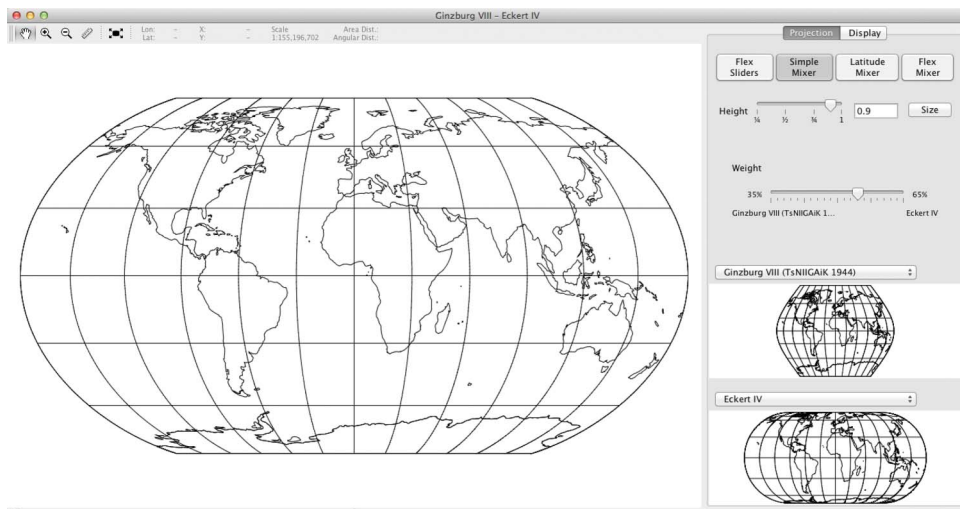 Ginzburg VIII – Eckert IV
Lon: - X: - Scale Area Dist.:
Lat: - Y: - 1:155,196,702 Angular Dist.:
Projection Display
Flex Sliders
Simple Mixer
Latitude Mixer
Flex Mixer
Height 0.9 Size
¼ ½ ¾ 1
Weight
35% 65%
Ginzburg VIII (TsNIIGAiK 1... Eckert IV
Ginzburg VIII (TsNIIGAiK 1944)
Eckert IV